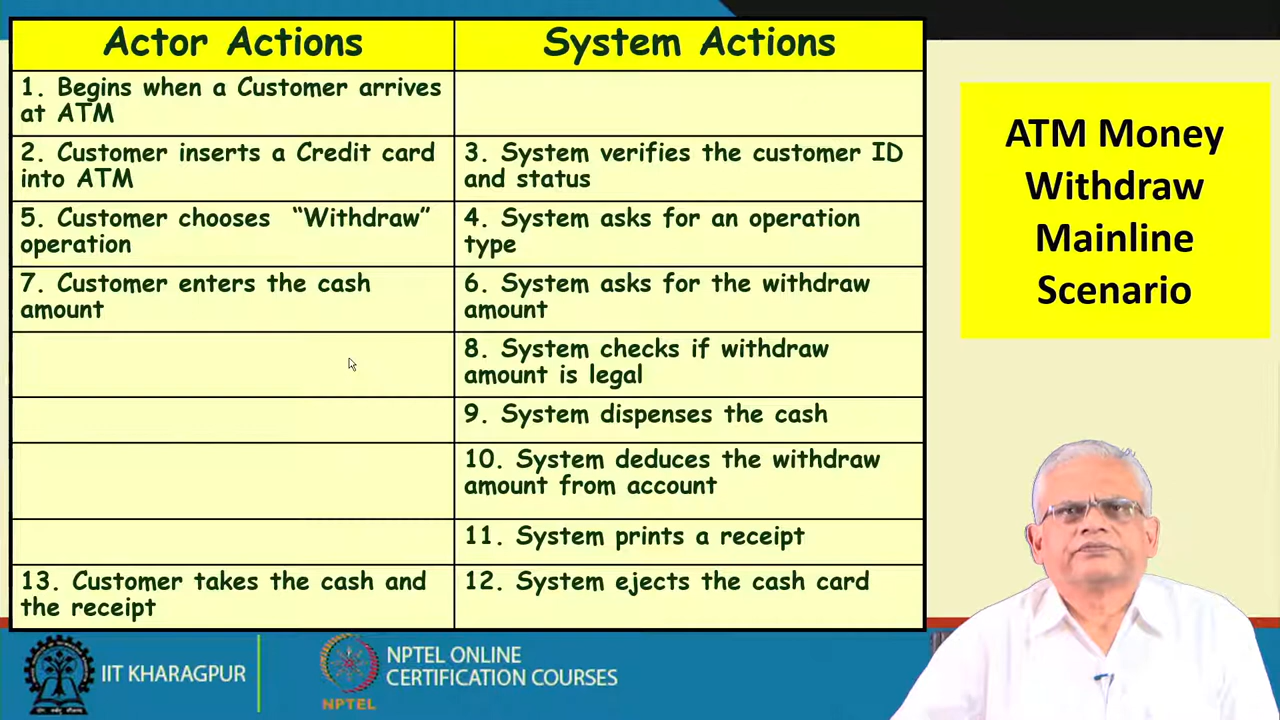 Actor Actions
System Actions
1. Begins when a Customer arrives
at ATM
2. Customer inserts a Credit card
into ATM
3. System verifies the customer ID
and status
5. Customer chooses “Withdraw”
operation
4. System asks for an operation
type
7. Customer enters the cash
amount
6. System asks for the withdraw
amount
8. System checks if withdraw
amount is legal
9. System dispenses the cash
10. System deduces the withdraw
amount from account
11. System prints a receipt
13. Customer takes the cash and
the receipt
12. System ejects the cash card
ATM Money
Withdraw
Mainline
Scenario
IIT KHARAGPUR
NPTEL
NPTEL ONLINE
CERTIFICATION COURSES